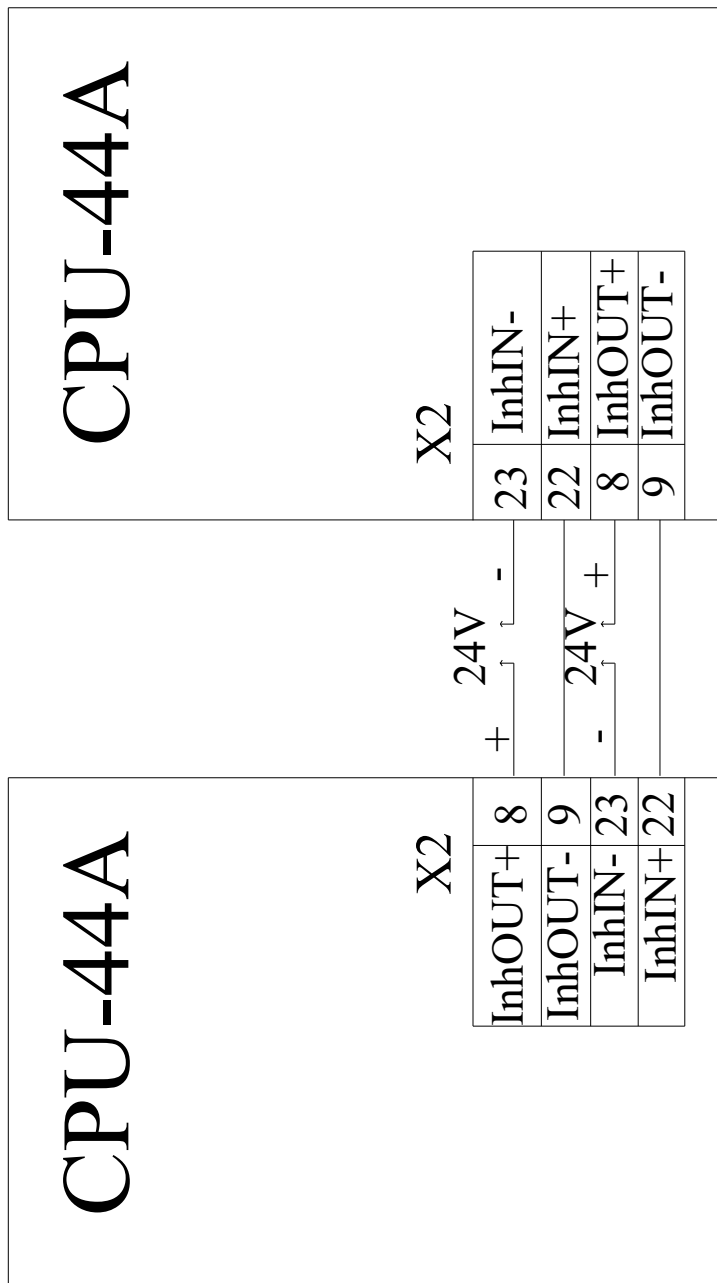 CPU-44A CPU-44A
X2 X2
24V
InhOUT+ 8 + - 23 InhIN-
InhOUT- 9 22 InhIN+
24V
InhIN- 23 - + 8 InhOUT+
InhIN+ 22 9 InhOUT-